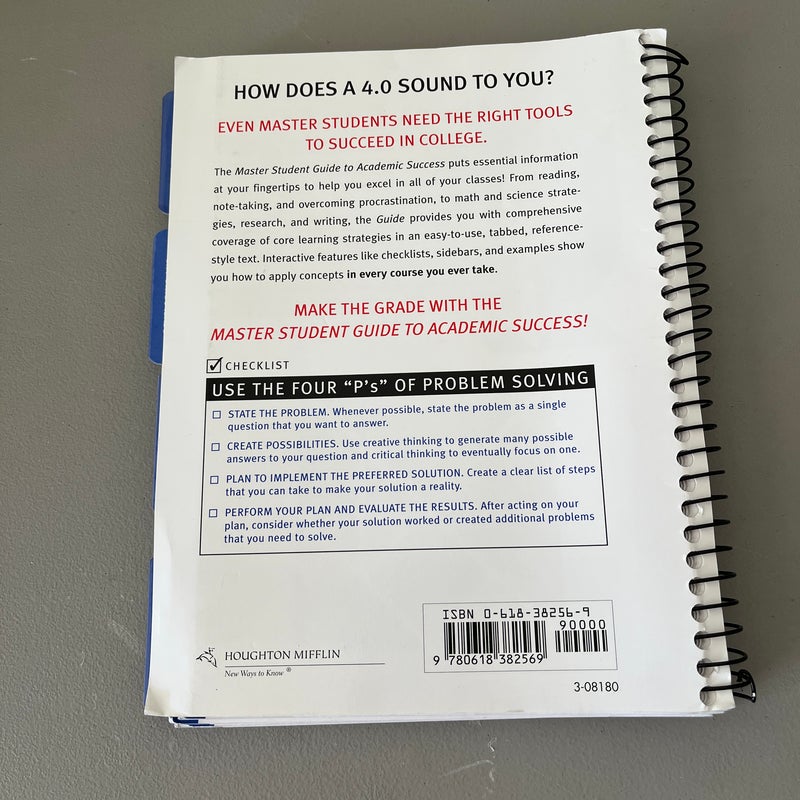 HOW DOES A 4.0 SOUND TO YOU?
EVEN MASTER STUDENTS NEED THE RIGHT TOOLS
TO SUCCEED IN COLLEGE.
The Master Student Guide to Academic Success puts essential information
at your fingertips to help you excel in all of your classes! From reading,
note-taking, and overcoming procrastination, to math and science strate-
gies, research, and writing, the Guide provides you with comprehensive
coverage of core learning strategies in an easy-to-use, tabbed, reference-
style text. Interactive features like checklists, sidebars, and examples show
you how to apply concepts in every course you ever take.
MAKE THE GRADE WITH THE
MASTER STUDENT GUIDE TO ACADEMIC SUCCESS!
CHECKLIST
USE THE FOUR “P’s” OF PROBLEM SOLVING
STATE THE PROBLEM. Whenever possible, state the problem as a single
question that you want to answer.
CREATE POSSIBILITIES. Use creative thinking to generate many possible
answers to your question and critical thinking to eventually focus on one.
PLAN TO IMPLEMENT THE PREFERRED SOLUTION. Create a clear list of steps
that you can take to make your solution a reality.
PERFORM YOUR PLAN AND EVALUATE THE RESULTS. After acting on your
plan, consider whether your solution worked or created additional problems
that you need to solve.
ISBN 0-618-38256-9
90000
9 780618 382569
HOUGHTON MIFFLIN
New Ways to Know®
3-08180